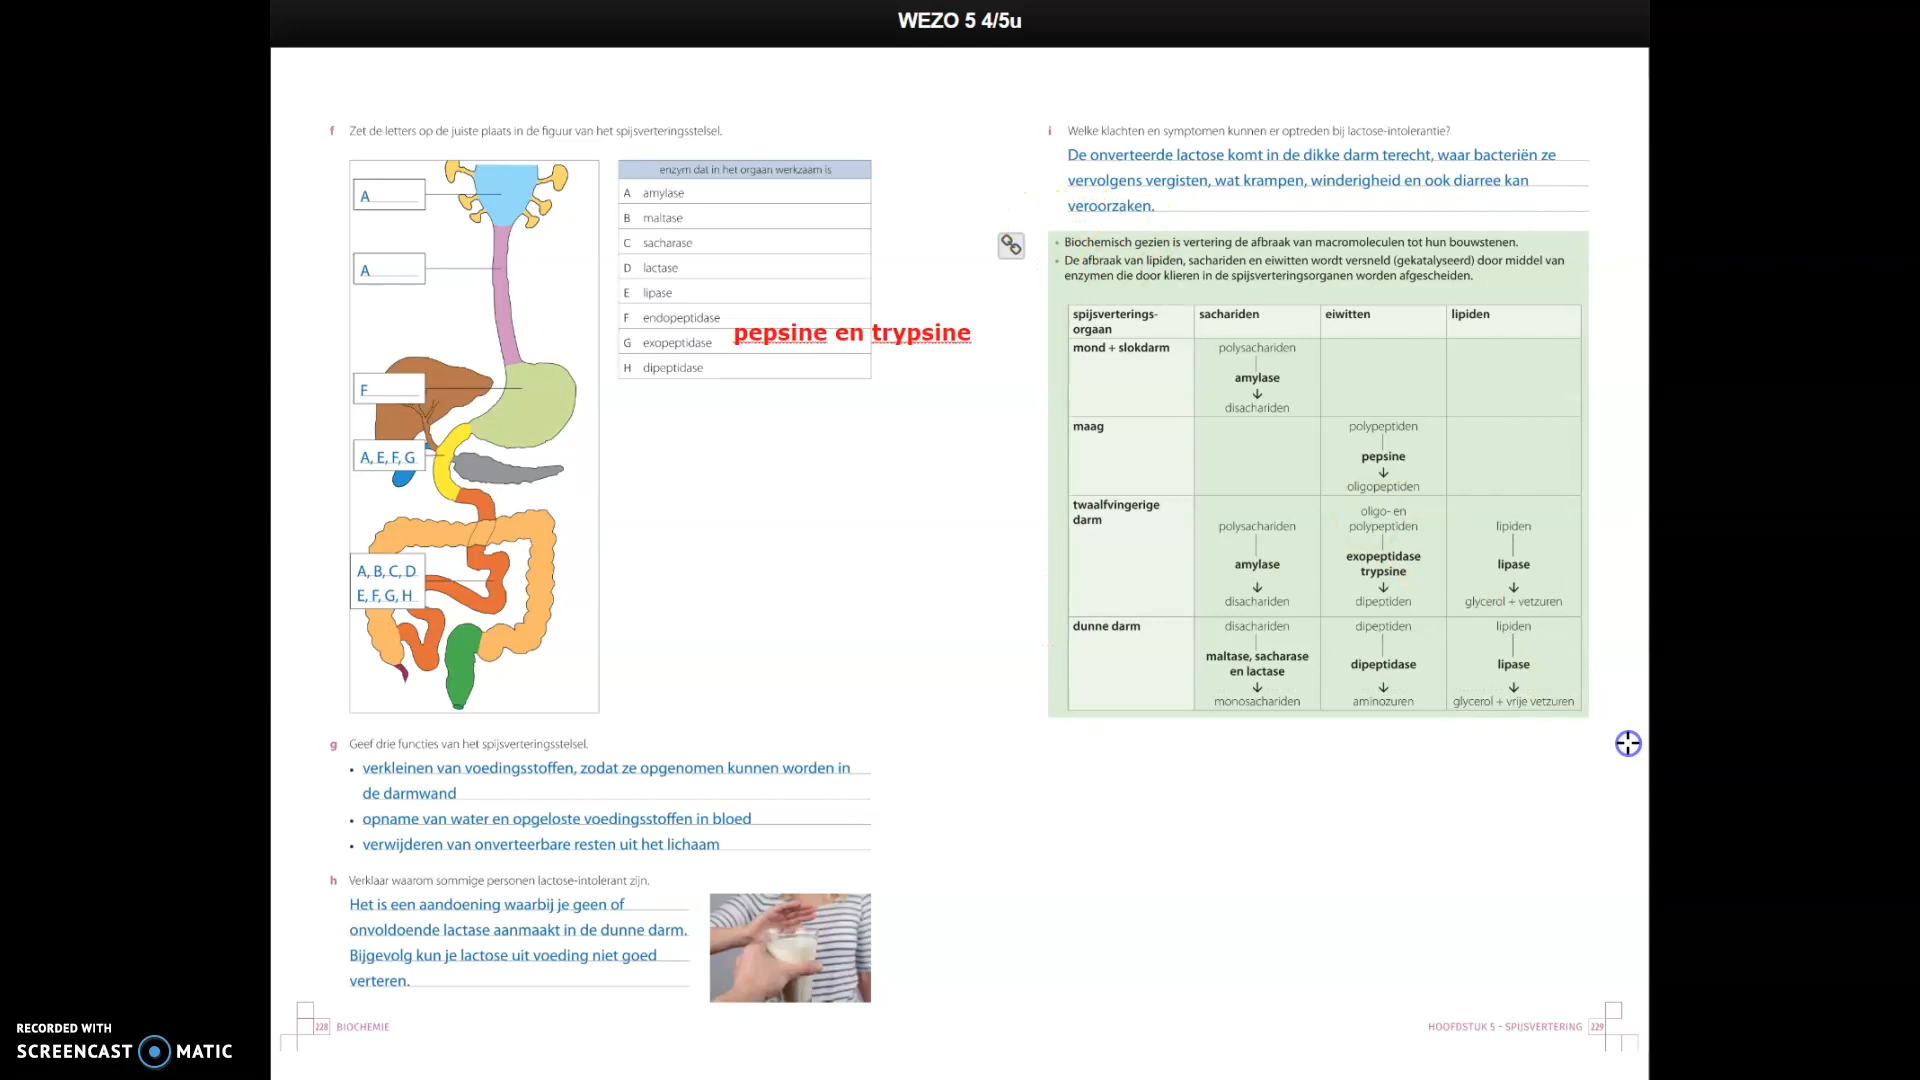 WEZO 5 4/5u
f Zet de letters op de juiste plaats in de figuur van het spijsverteringsstelsel.
A
A
F
A, E, F, G
A, B, C, D
E, F, G, H
enzym dat in het orgaan werkzaam is
A amylase
B maltase
C sacharase
D lactase
E lipase
F endopeptidase
pepsine en trypsine
G exopeptidase
H dipeptidase
g Geef drie functies van het spijsverteringsstelsel.
• verkleinen van voedingsstoffen, zodat ze opgenomen kunnen worden in
de darmwand
• opname van water en opgeloste voedingsstoffen in bloed
• verwijderen van onverteerbare resten uit het lichaam
h Verklaar waarom sommige personen lactose-intolerant zijn.
Het is een aandoening waarbij je geen of
onvoldoende lactase aanmaakt in de dunne darm.
Bijgevolg kun je lactose uit voeding niet goed
verteren.
228 BIOCHEMIE
i Welke klachten en symptomen kunnen er optreden bij lactose-intolerantie?
De onverteerde lactose komt in de dikke darm terecht, waar bacteriën ze
vervolgens vergisten, wat krampen, winderigheid en ook diarree kan
veroorzaken.
• Biochemisch gezien is vertering de afbraak van macromoleculen tot hun bouwstenen.
• De afbraak van lipiden, sachariden en eiwitten wordt versneld (gekatalyseerd) door middel van
enzymen die door klieren in de spijsverteringsorganen worden afgescheiden.
spijsverterings-
orgaan
sachariden
eiwitten
lipiden
mond + slokdarm
polysachariden
amylase
disachariden
maag
polypeptiden
pepsine
oligopeptiden
twaalfvingerige
darm
polysachariden
amylase
disachariden
oligo- en
polypeptiden
exopeptidase
trypsine
dipeptiden
lipiden
lipase
glycerol + vetzuren
dunne darm
disachariden
maltase, sacharase
en lactase
monosachariden
dipeptiden
dipeptidase
aminozuren
lipiden
lipase
glycerol + vrije vetzuren
HOOFDSTUK 5 - SPIJSVERTERING 229
RECORDED WITH
SCREENCAST MATIC